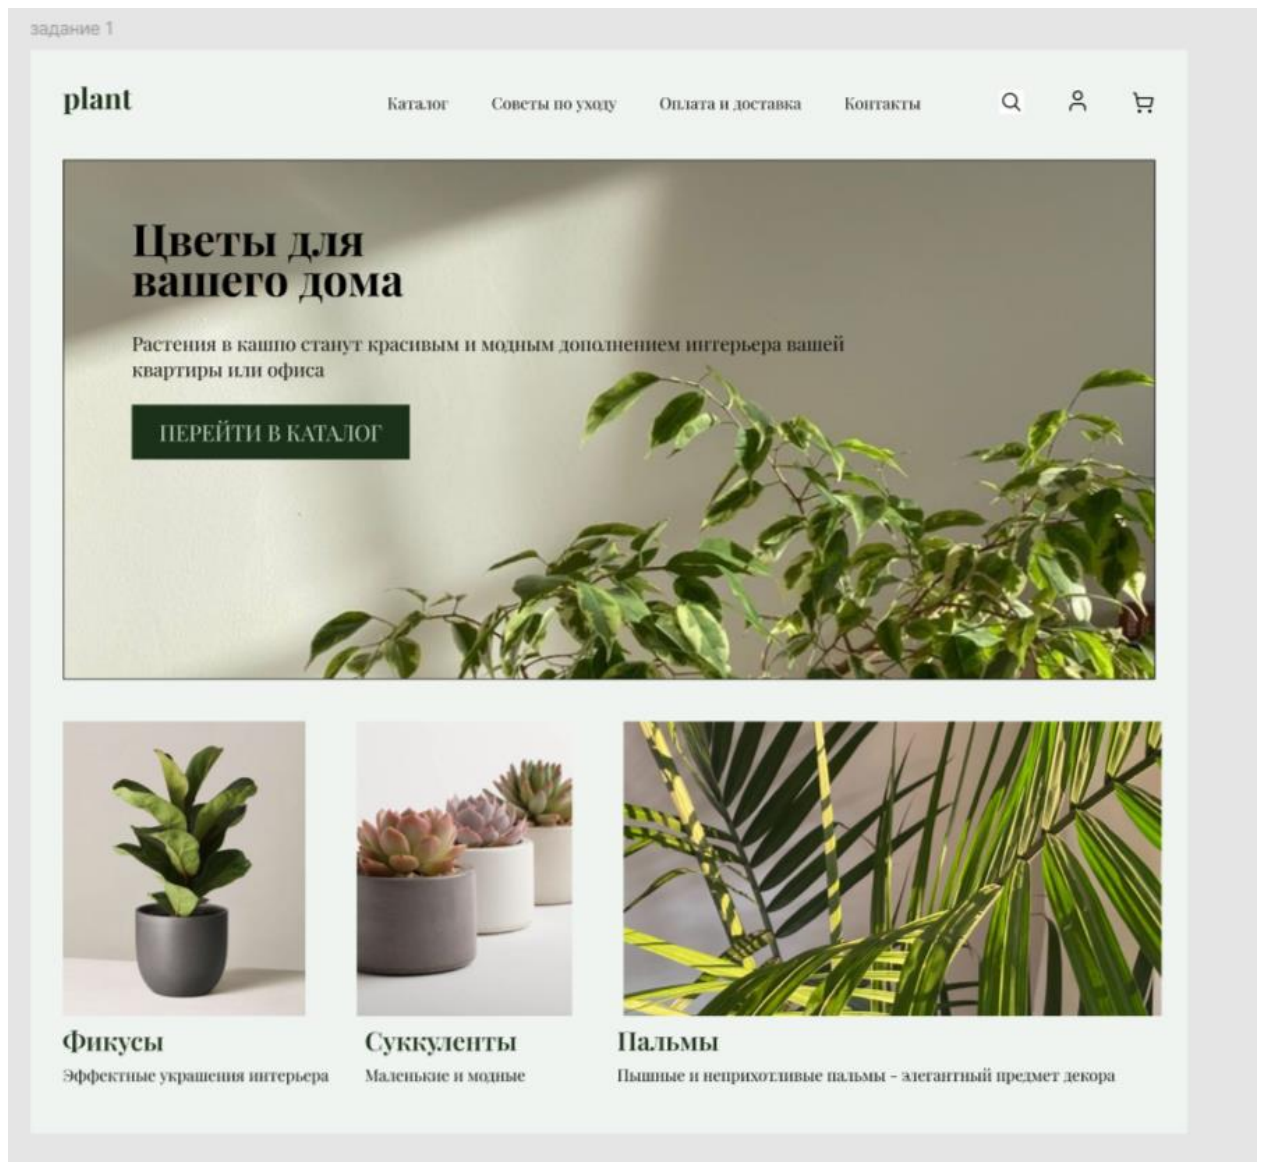 задание 1
plant
Каталог Советы по уходу Оплата и доставка Контакты
Цветы для
вашего дома
Растения в кашпо станут красивым и модным дополнением интерьера вашей
квартиры или офиса
ПЕРЕЙТИ В КАТАЛОГ
Фикусы
Эффектные украшения интерьера
Суккуленты
Маленькие и модные
Пальмы
Пышные и неприхотливые пальмы - элегантный предмет декора